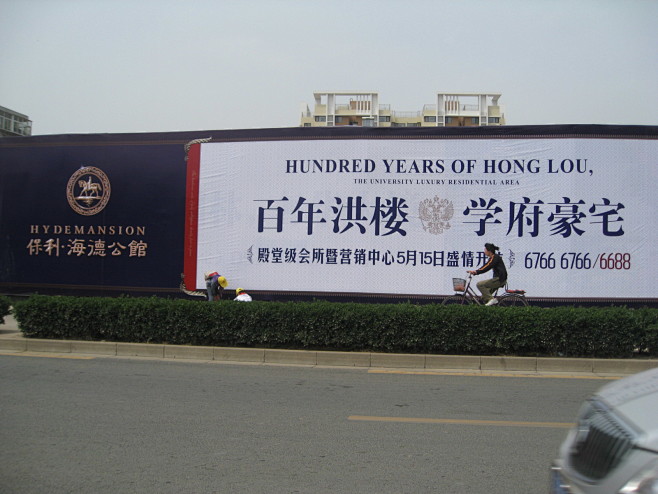 HYDEMANSION
保利·海德公館
HUNDRED YEARS OF HONG LOU,
THE UNIVERSITY LUXURY RESIDENTIAL AREA
百年洪楼 学府豪宅
殿堂级会所暨营销中心5月15日盛情开
6766 6766/6688